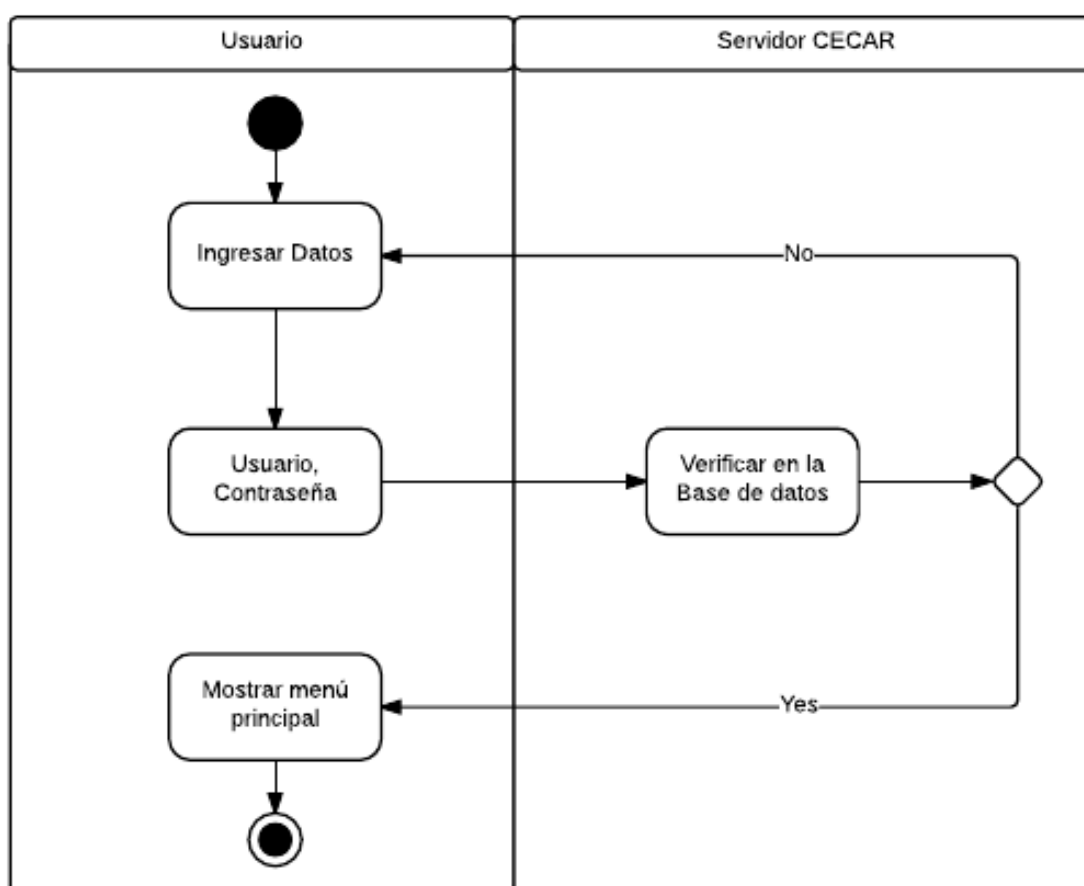 Usuario
Servidor CECAR
Ingresar Datos
No
Usuario,
Contraseña
Verificar en la
Base de datos
Mostrar menú
principal
Yes